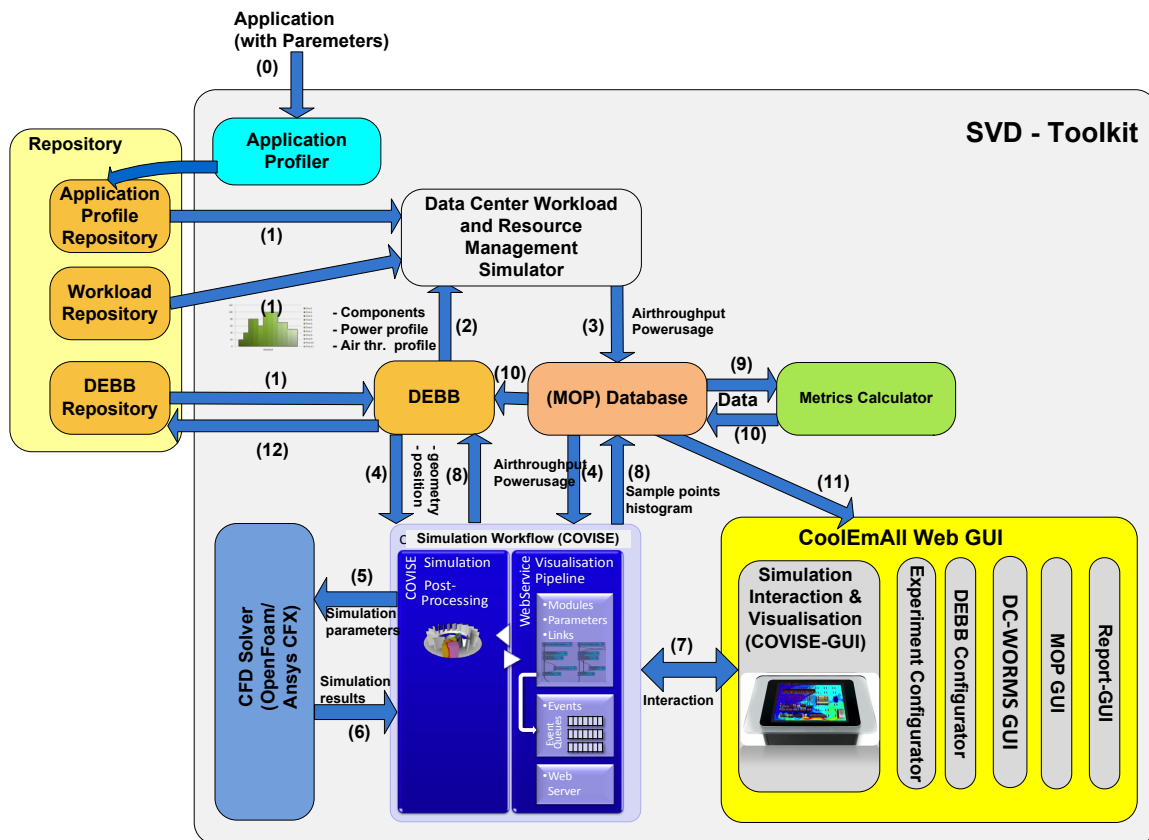 Application
(with Paremeters)
(0)
SVD - Toolkit
Repository
Application
Profiler
Application
Profile
Repository
(1)
Data Center Workload
and Resource
Management
Simulator
Workload
Repository
(1)
- Components
- Power profile
- Air thr. profile
(2)
(3)
Airthroughput
Powerusage
DEBB
Repository
(1)
(12)
DEBB
(10)
(MOP) Database
(9)
Data
(10)
Metrics Calculator
(4)
- geometry
- position
(8)
Airthroughput
Powerusage
(4)
(8)
Sample points
histogram
(11)
CFD Solver
(OpenFoam/
Ansys CFX)
(5)
Simulation
parameters
Simulation
results
(6)
C
Simulation Workflow (COVISE)
COVISE
Simulation
Post-
Processing
WebService
Visualisation
Pipeline
•Modules
•Parameters
•Links
•Events
Event
Queues
•Web
Server
(7)
Interaction
CoolEmAll Web GUI
Simulation
Interaction &
Visualisation
(COVISE-GUI)
Experiment Configurator
DEBB Configurator
DC-WORMS GUI
MOP GUI
Report-GUI